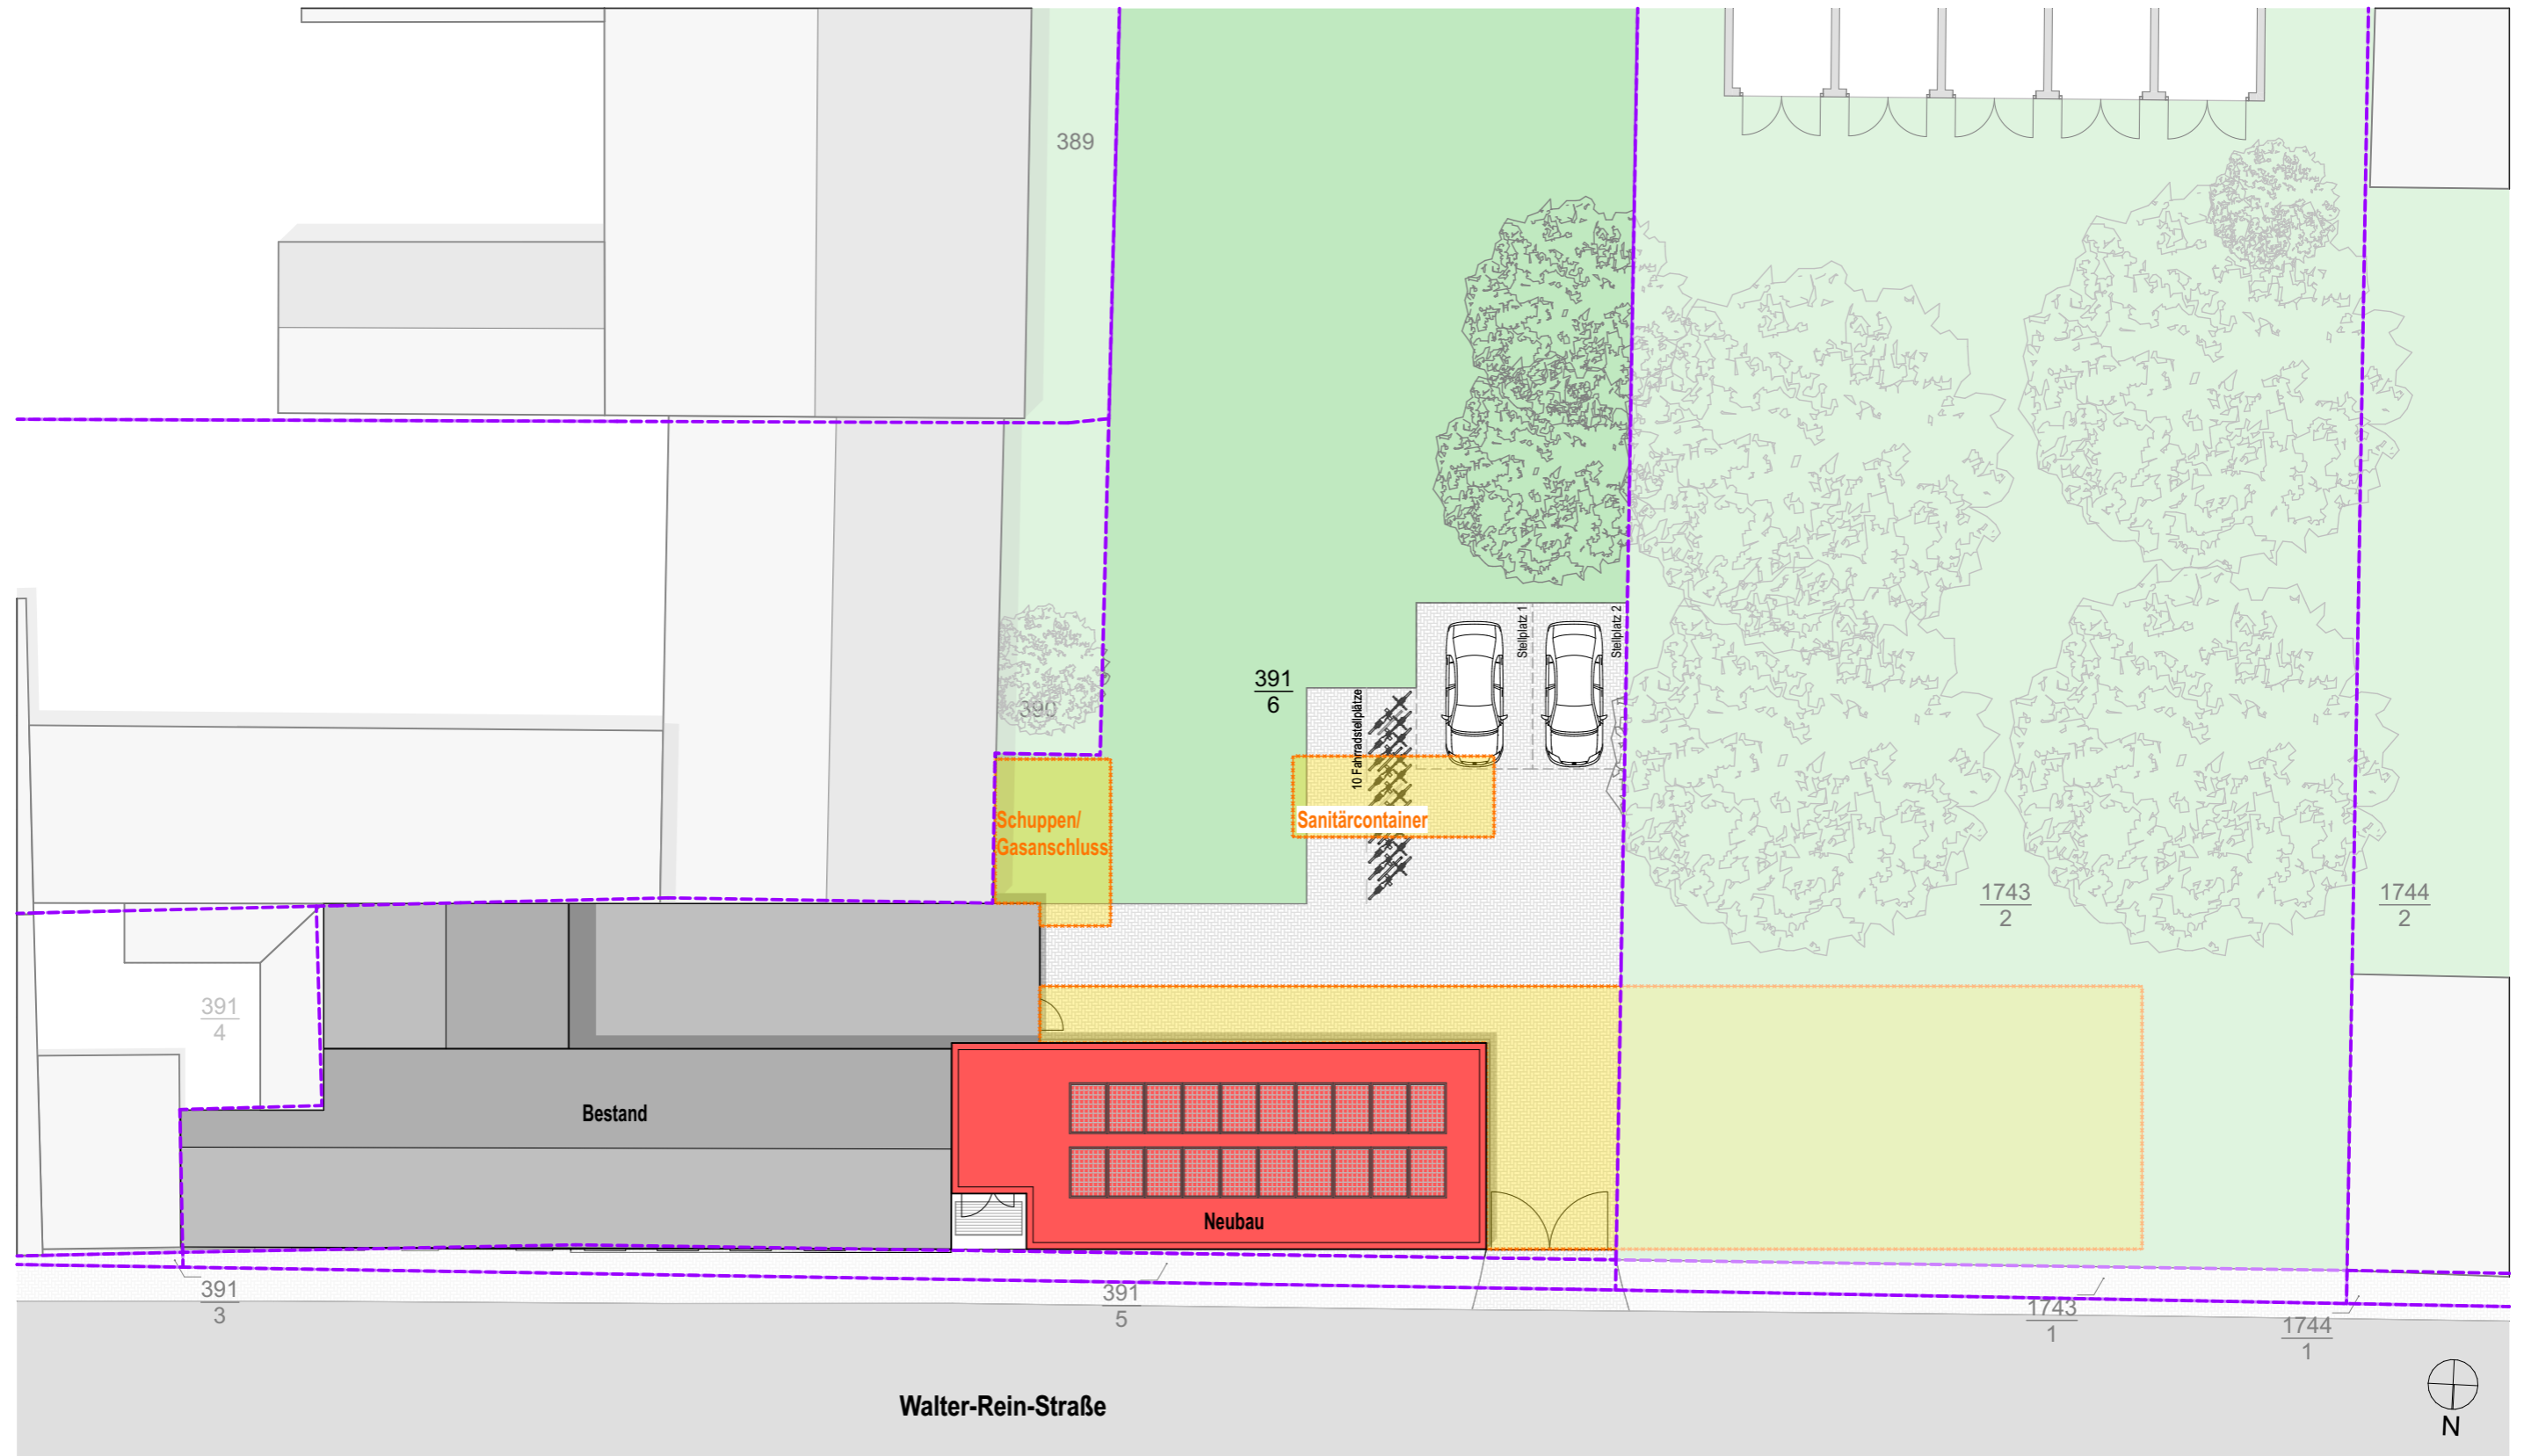 389
Stellplatz 1
Stellplatz 2
391
6
10 Fahrradstellplätze
390
Schuppen/
Gasanschluss
Sanitärcontainer
1743
2
1744
2
391
4
Bestand
Neubau
391
3
391
5
1743
1
1744
1
Walter-Rein-Straße
N